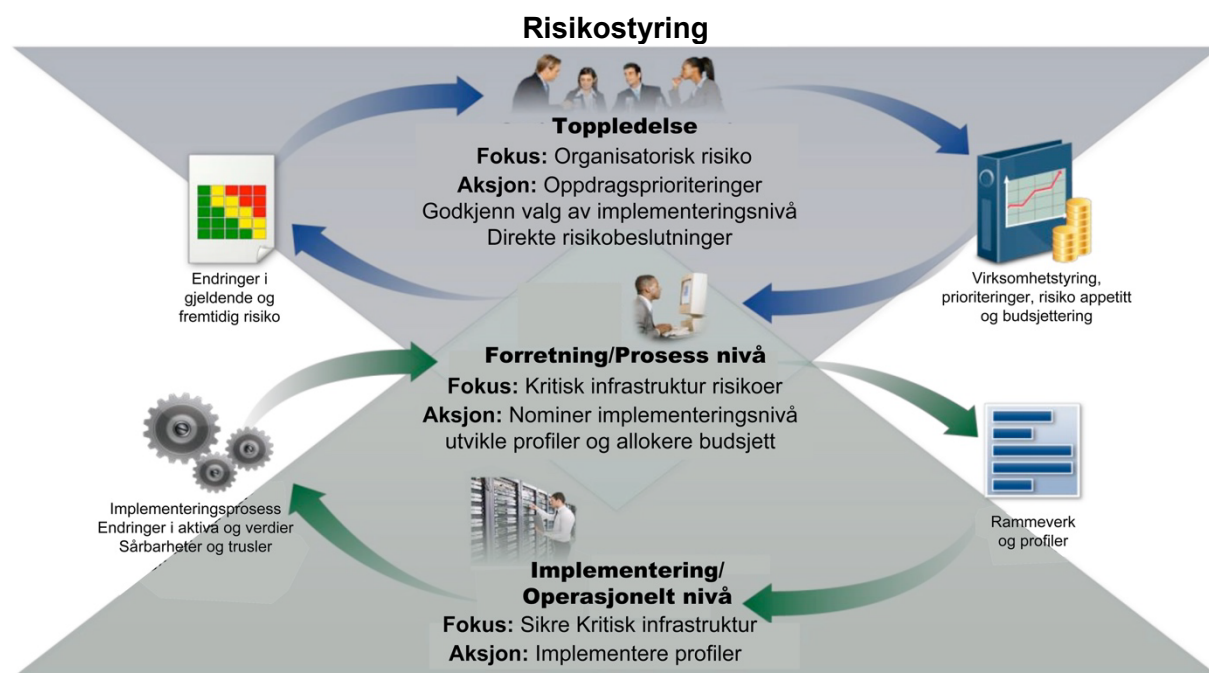 Risikostyring
Toppledelse
Fokus: Organisatorisk risiko
Aksjon: Oppdragsprioriteringer
Godkjenn valg av implementeringsnivå
Direkte risikobeslutninger
Endringer i
gjeldende og
fremtidig risiko
Virksomhetstyring,
prioriteringer, risiko appetitt
og budsjettering
Forretning/Prosess nivå
Fokus: Kritisk infrastruktur risikoer
Aksjon: Nominer implementeringsnivå
utvikle profiler og allokere budsjett
Implementeringsprosess
Endringer i aktiva og verdier
Sårbarheter og trusler
Rammeverk
og profiler
Implementering/
Operasjonelt nivå
Fokus: Sikre Kritisk infrastruktur
Aksjon: Implementere profiler